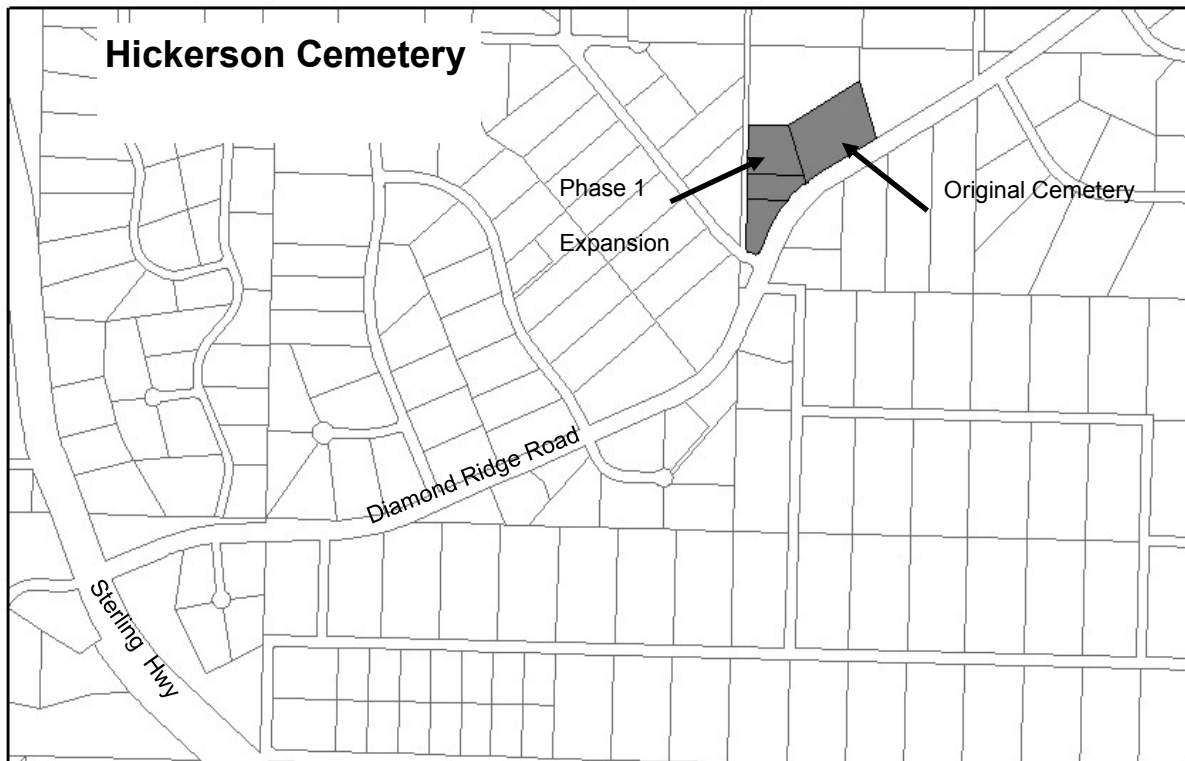 Hickerson Cemetery
Phase 1
Expansion
Original Cemetery
Diamond Ridge Road
Sterling Hwy